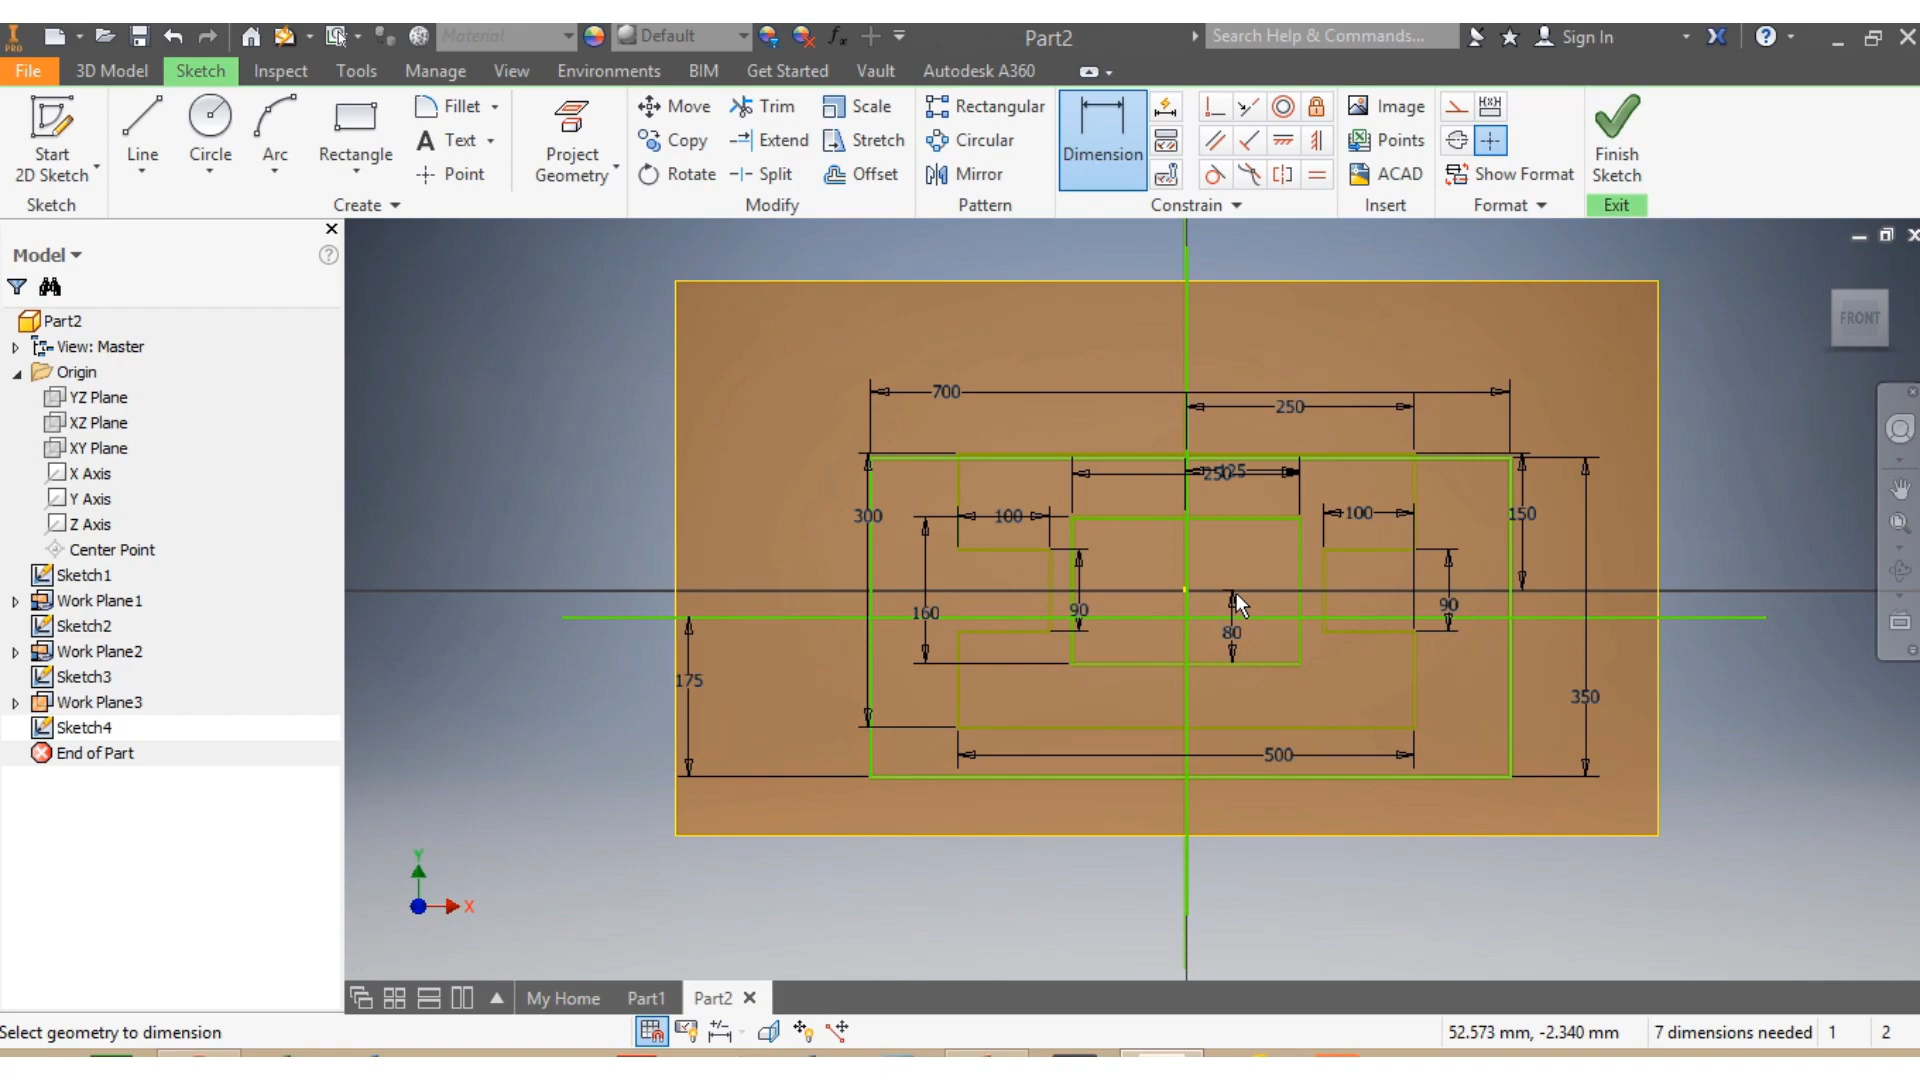 PRO
Material
Default
fx
Part2
Search Help & Commands...
Sign In
File
3D Model
Sketch
Inspect
Tools
Manage
View
Environments
BIM
Get Started
Vault
Autodesk A360
Start
2D Sketch
Line
Circle
Arc
Rectangle
Fillet
Text
Point
Project
Geometry
Move
Copy
Rotate
Trim
Extend
Split
Scale
Stretch
Offset
Rectangular
Circular
Mirror
Dimension
Image
Points
ACAD
Show Format
Finish
Sketch
Sketch
Create
Modify
Pattern
Constrain
Insert
Format
Exit
Model
Part2
View: Master
Origin
YZ Plane
XZ Plane
XY Plane
X Axis
Y Axis
Z Axis
Center Point
Sketch1
Work Plane1
Sketch2
Work Plane2
Sketch3
Work Plane3
Sketch4
End of Part
FRONT
700
250
250
125
300
100
100
150
160
90
90
80
175
350
500
Y
X
My Home
Part1
Part2
Select geometry to dimension
52.573 mm, -2.340 mm
7 dimensions needed
1
2